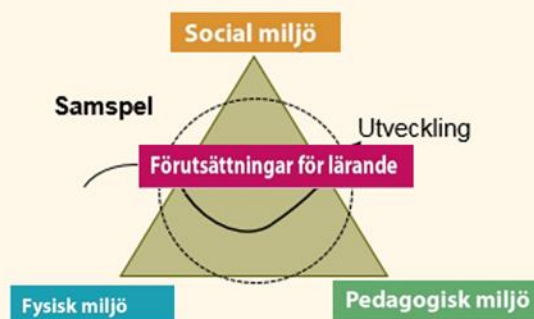 Social miljö
Samspel
Utveckling
Förutsättningar för lärande
Fysisk miljö
Pedagogisk miljö